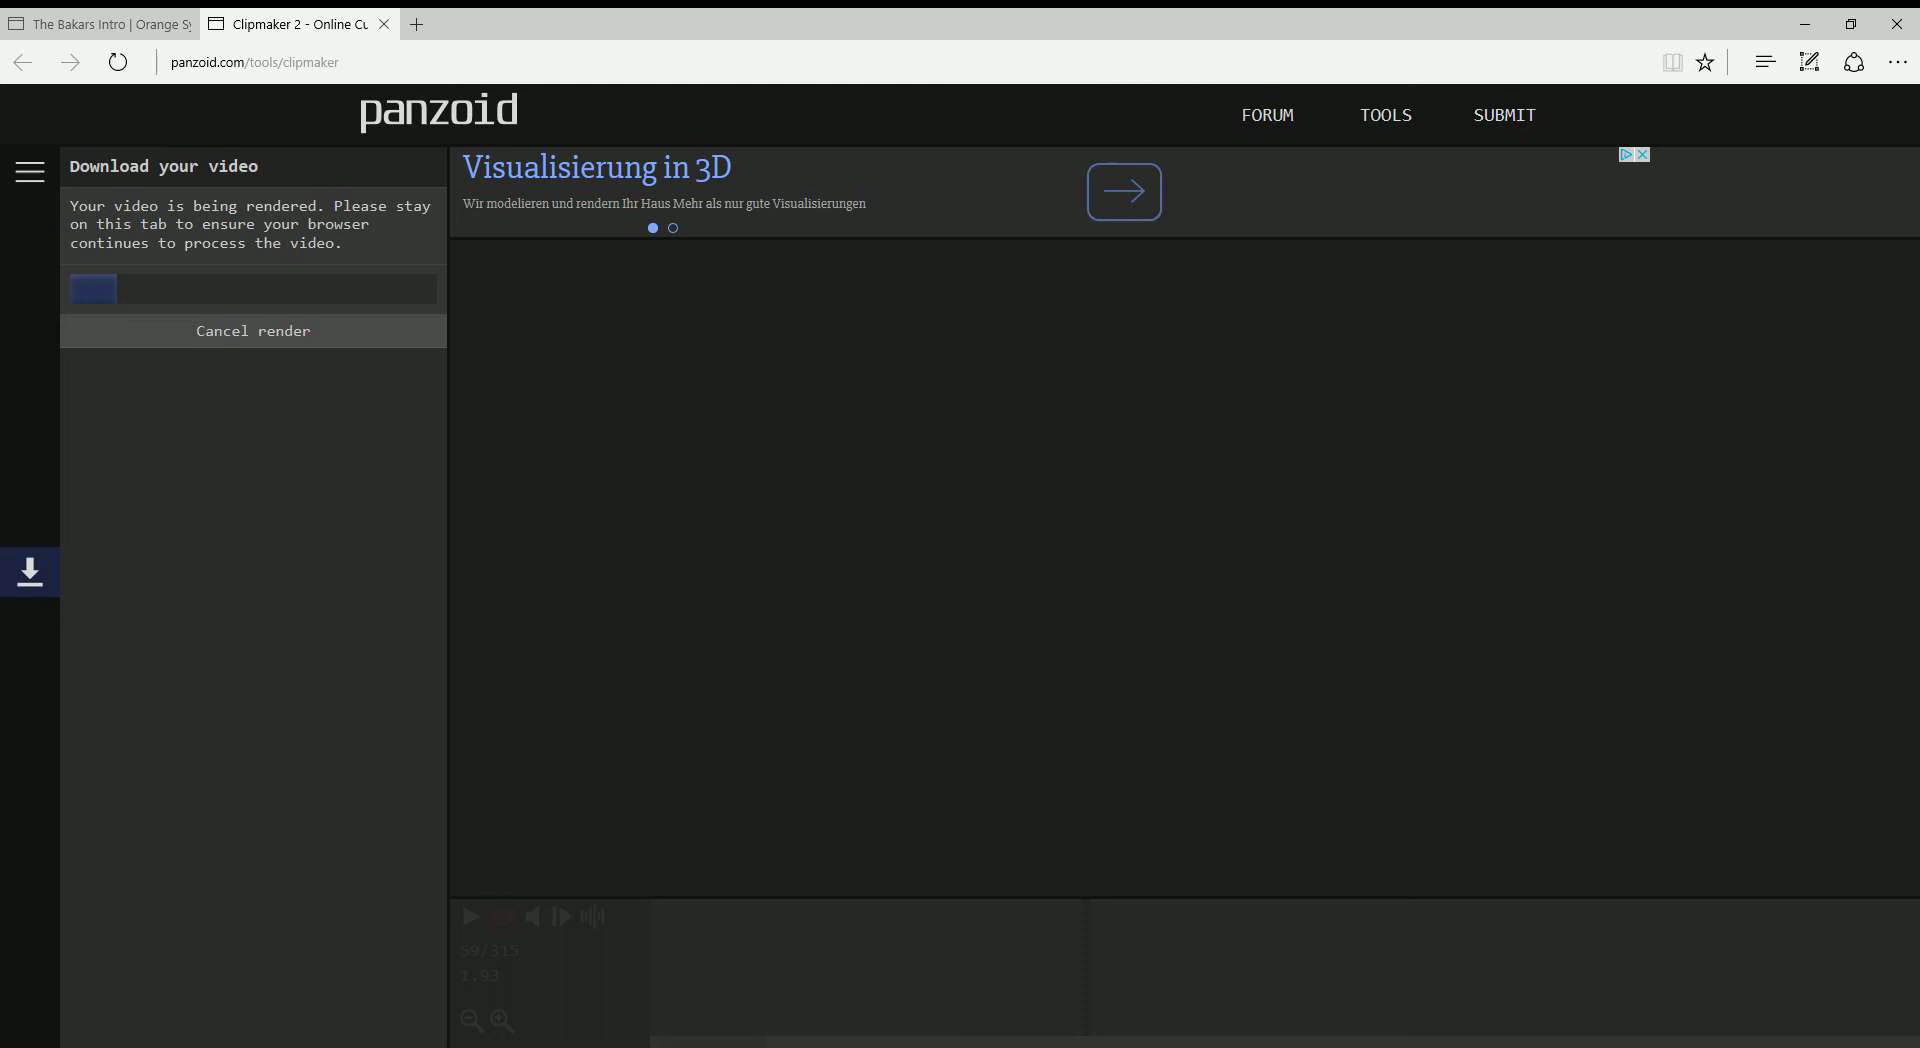 The Bakars Intro | Orange Sy
Clipmaker 2 - Online Cu
panzoid.com/tools/clipmaker
panzoid
FORUM
TOOLS
SUBMIT
Download your video
Your video is being rendered. Please stay
on this tab to ensure your browser
continues to process the video.
Cancel render
Visualisierung in 3D
Wir modelieren und rendern Ihr Haus Mehr als nur gute Visualisierungen
59/315
1.93